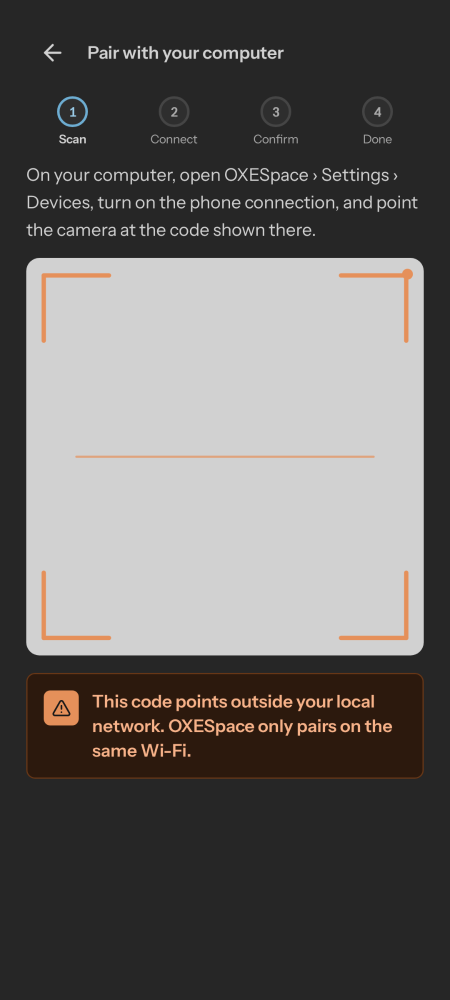 Pair with your computer
1 2 3 4
Scan Connect Confirm Done
On your computer, open OXESpace › Settings ›
Devices, turn on the phone connection, and point
the camera at the code shown there.
This code points outside your local
network. OXESpace only pairs on the
same Wi-Fi.